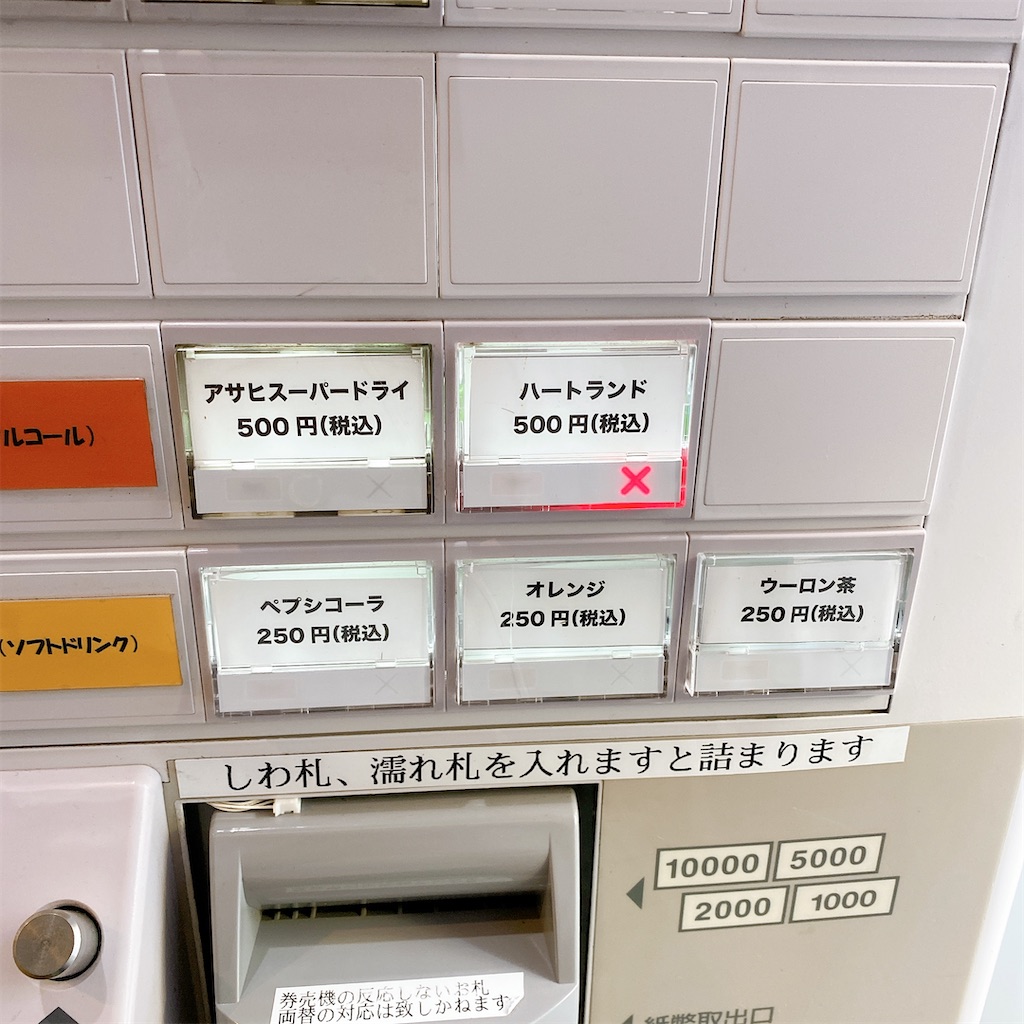 ルコール)
アサヒスーパードライ
500円(税込)
ハートランド
500円(税込)
(ソフトドリンク)
ペプシコーラ
250円(税込)
オレンジ
250円(税込)
ウーロン茶
250円(税込)
しわ札、濡れ札を入れますと詰まります
10000 5000
2000 1000
券売機の反応しないお札
両替の対応は致しかねます
紙幣取出口